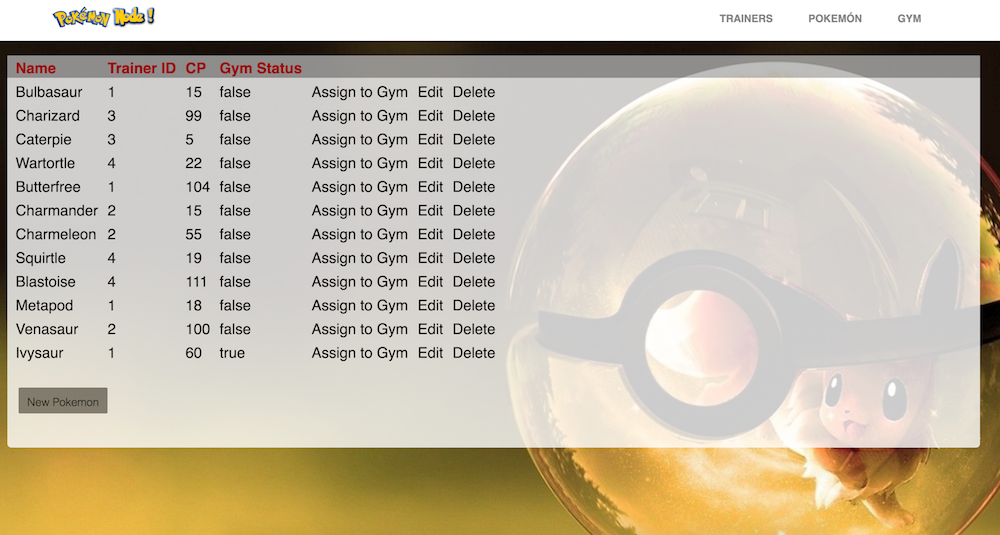 Pokémon Node!
TRAINERS POKEMÓN GYM
Name Trainer ID CP Gym Status
Bulbasaur 1 15 false Assign to Gym Edit Delete
Charizard 3 99 false Assign to Gym Edit Delete
Caterpie 3 5 false Assign to Gym Edit Delete
Wartortle 4 22 false Assign to Gym Edit Delete
Butterfree 1 104 false Assign to Gym Edit Delete
Charmander 2 15 false Assign to Gym Edit Delete
Charmeleon 2 55 false Assign to Gym Edit Delete
Squirtle 4 19 false Assign to Gym Edit Delete
Blastoise 4 111 false Assign to Gym Edit Delete
Metapod 1 18 false Assign to Gym Edit Delete
Venasaur 2 100 false Assign to Gym Edit Delete
Ivysaur 1 60 true Assign to Gym Edit Delete
New Pokemon